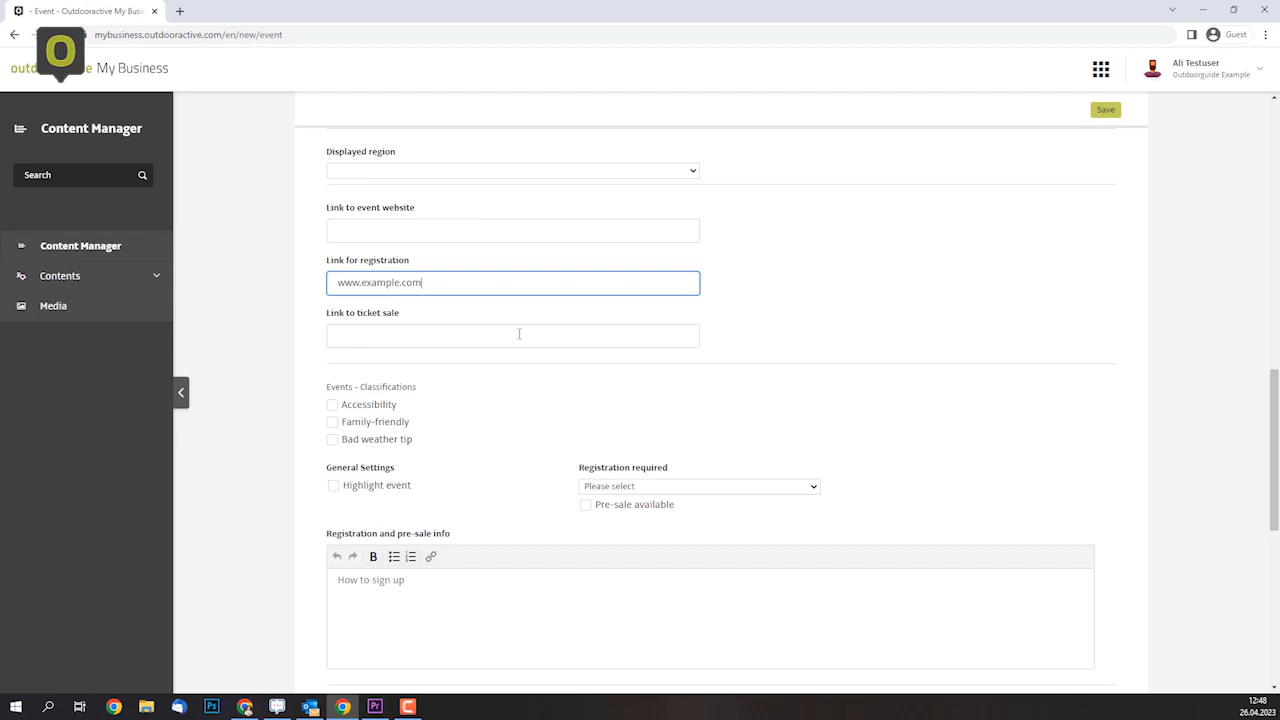 - Event - Outdooractive My Busi
mybusiness.outdooractive.com/en/new/event
Guest
O
My Business
Ali Testuser
Outdoorguide Example
Content Manager
Search
Content Manager
Contents
Media
Save
Displayed region
Link to event website
Link for registration
www.example.com
Link to ticket sale
Events - Classifications
Accessibility
Family-friendly
Bad weather tip
General Settings
Registration required
Highlight event
Please select
Pre-sale available
Registration and pre-sale info
B
How to sign up
Ps
Pr
12:48
26.04.2023